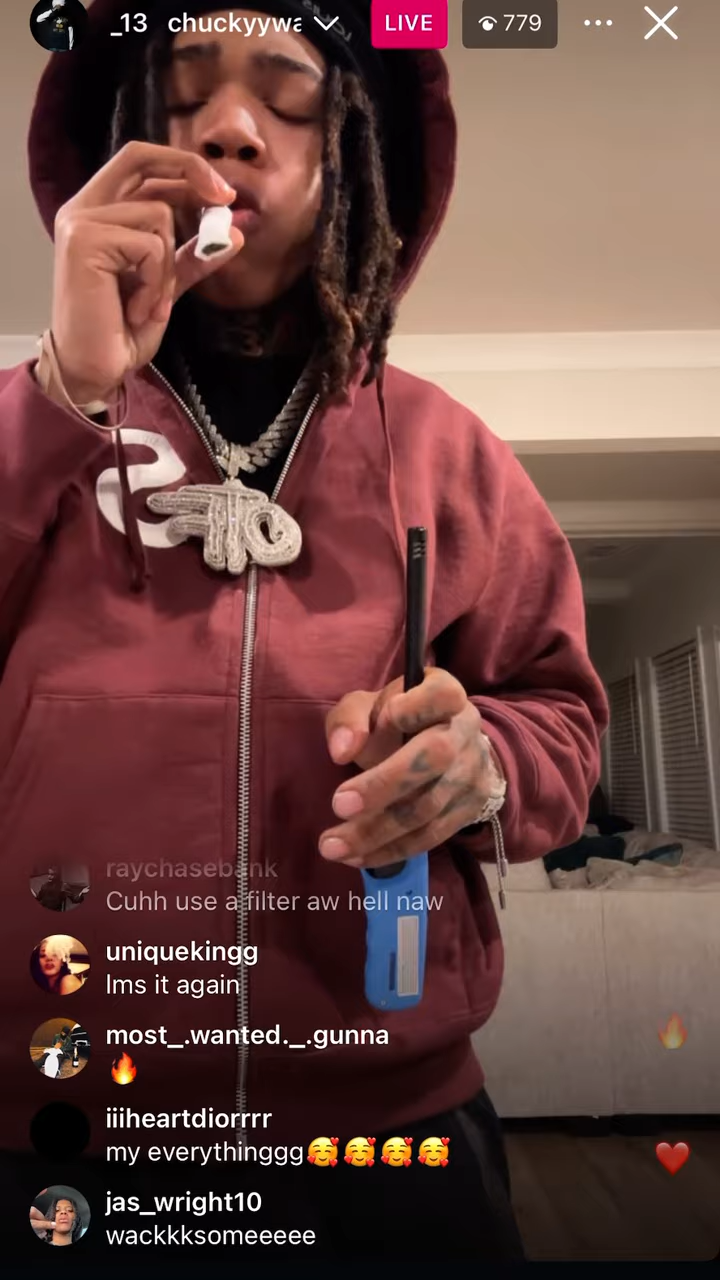 _13 chuckyywa
LIVE
779
raychasebank
Cuhh use a filter aw hell naw
uniquekingg
lms it again
most_.wanted._.gunna
🔥
iiiheartdiorrrr
my everythinggg🥰🥰🥰🥰
jas_wright10
wackkksomeeeee